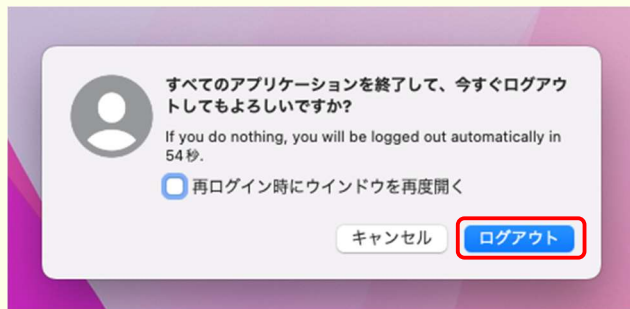 すべてのアプリケーションを終了して、今すぐログアウ
トしてもよろしいですか?
If you do nothing, you will be logged out automatically in
54秒.
再ログイン時にウインドウを再度開く
キャンセル
ログアウト